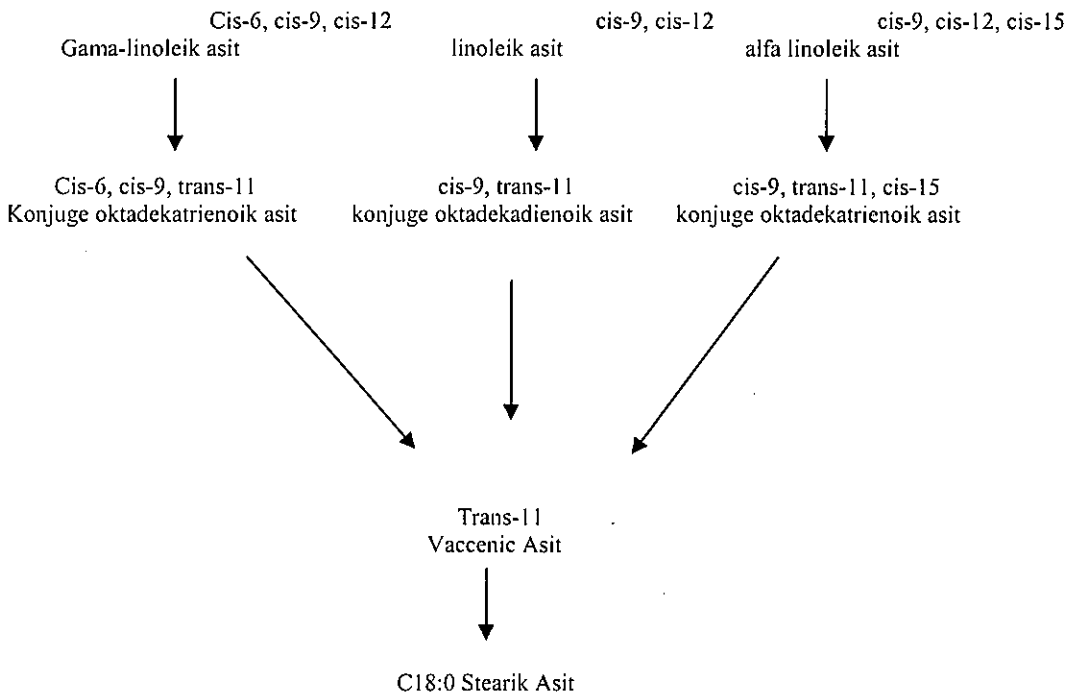 Cis-6, cis-9, cis-12
Gama-linoleik asit
cis-9, cis-12
linoleik asit
cis-9, cis-12, cis-15
alfa linoleik asit
Cis-6, cis-9, trans-11
Konjuge oktadekatrienoik asit
cis-9, trans-11
konjuge oktadekadienoik asit
cis-9, trans-11, cis-15
konjuge oktadekatrienoik asit
Trans-11
Vaccenic Asit
C18:0 Stearik Asit